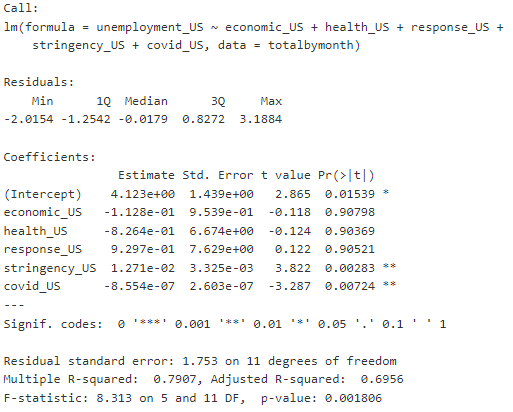 Call:
lm(formula = unemployment_US ~ economic_US + health_US + response_US +
    stringency_US + covid_US, data = totalbymonth)

Residuals:
    Min      1Q  Median      3Q     Max
-2.0154 -1.2542 -0.0179  0.8272  3.1884

Coefficients:
                Estimate Std. Error t value Pr(>|t|)
(Intercept)    4.123e+00  1.439e+00   2.865  0.01539 *
economic_US   -1.128e-01  9.539e-01  -0.118  0.90798
health_US     -8.264e-01  6.674e+00  -0.124  0.90369
response_US    9.297e-01  7.629e+00   0.122  0.90521
stringency_US  1.271e-02  3.325e-03   3.822  0.00283 **
covid_US      -8.554e-07  2.603e-07  -3.287  0.00724 **
---
Signif. codes:  0 '***' 0.001 '**' 0.01 '*' 0.05 '.' 0.1 ' ' 1

Residual standard error: 1.753 on 11 degrees of freedom
Multiple R-squared:  0.7907, Adjusted R-squared:  0.6956
F-statistic: 8.313 on 5 and 11 DF,  p-value: 0.001806